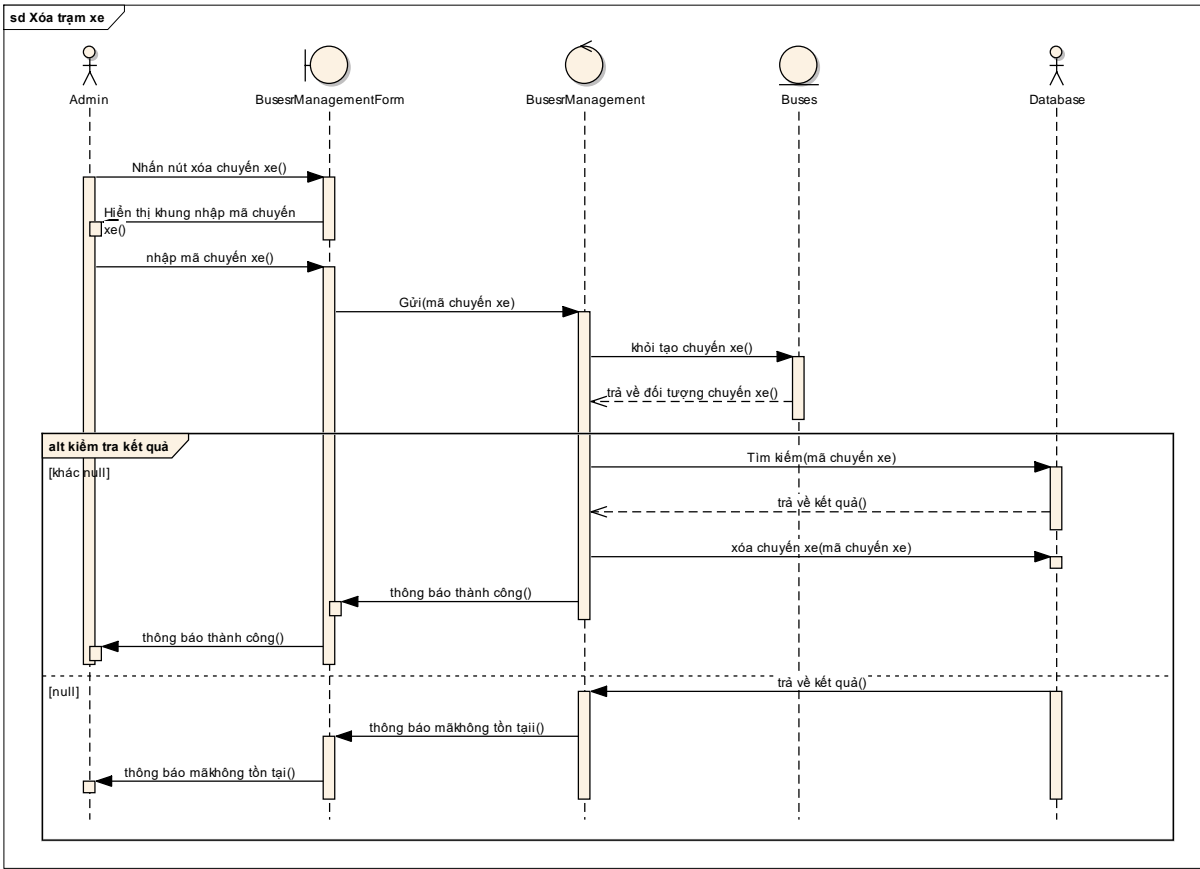 sd Xóa trạm xe
Admin
BusesrManagementForm
BusesrManagement
Buses
Database
Nhấn nút xóa chuyến xe()
Hiển thị khung nhập mã chuyến
xe()
nhập mã chuyến xe()
Gửi(mã chuyến xe)
khỏi tạo chuyến xe()
trả về đối tượng chuyến xe()
alt kiểm tra kết quả
[khác null]
Tìm kiếm(mã chuyến xe)
trả về kết quả()
xóa chuyến xe(mã chuyến xe)
thông báo thành công()
thông báo thành công()
[null]
trả về kết quả()
thông báo mãkhông tồn tạii()
thông báo mãkhông tồn tại()